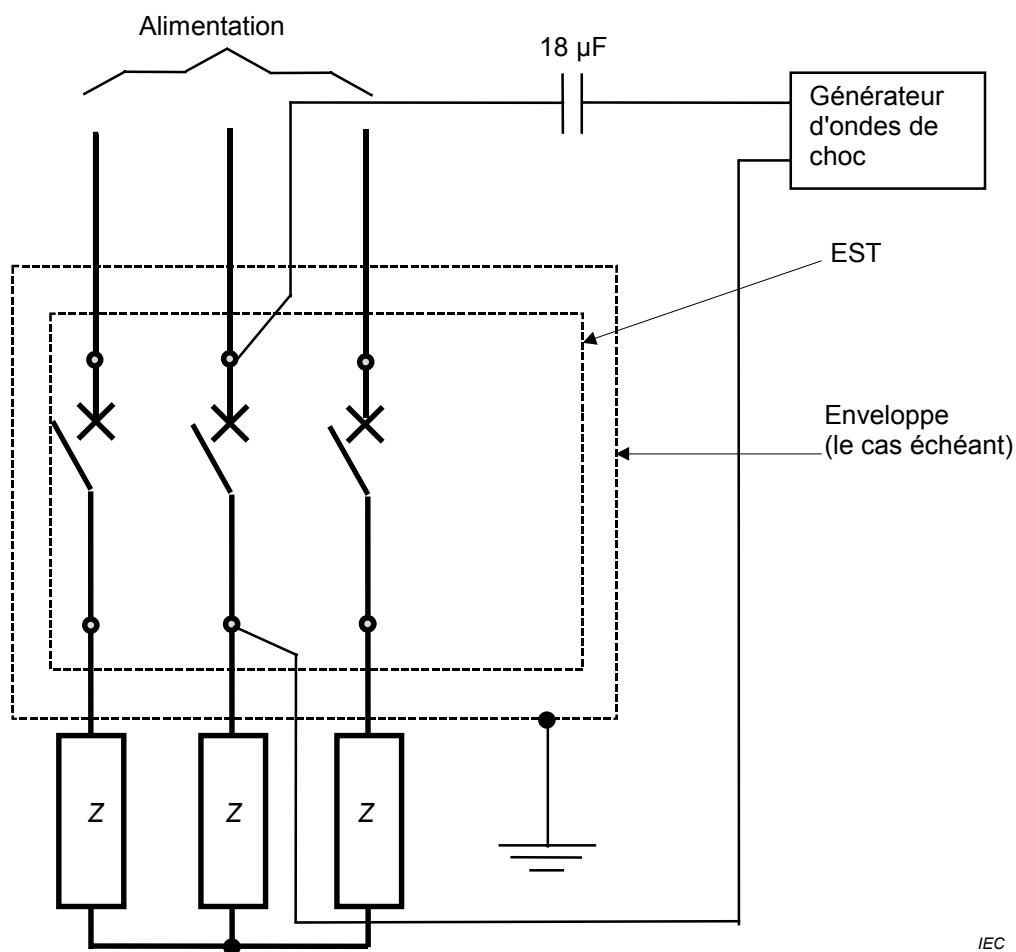 Alimentation
18 µF
Générateur
d'ondes de
choc
EST
Enveloppe
(le cas échéant)
Z
Z
Z
IEC